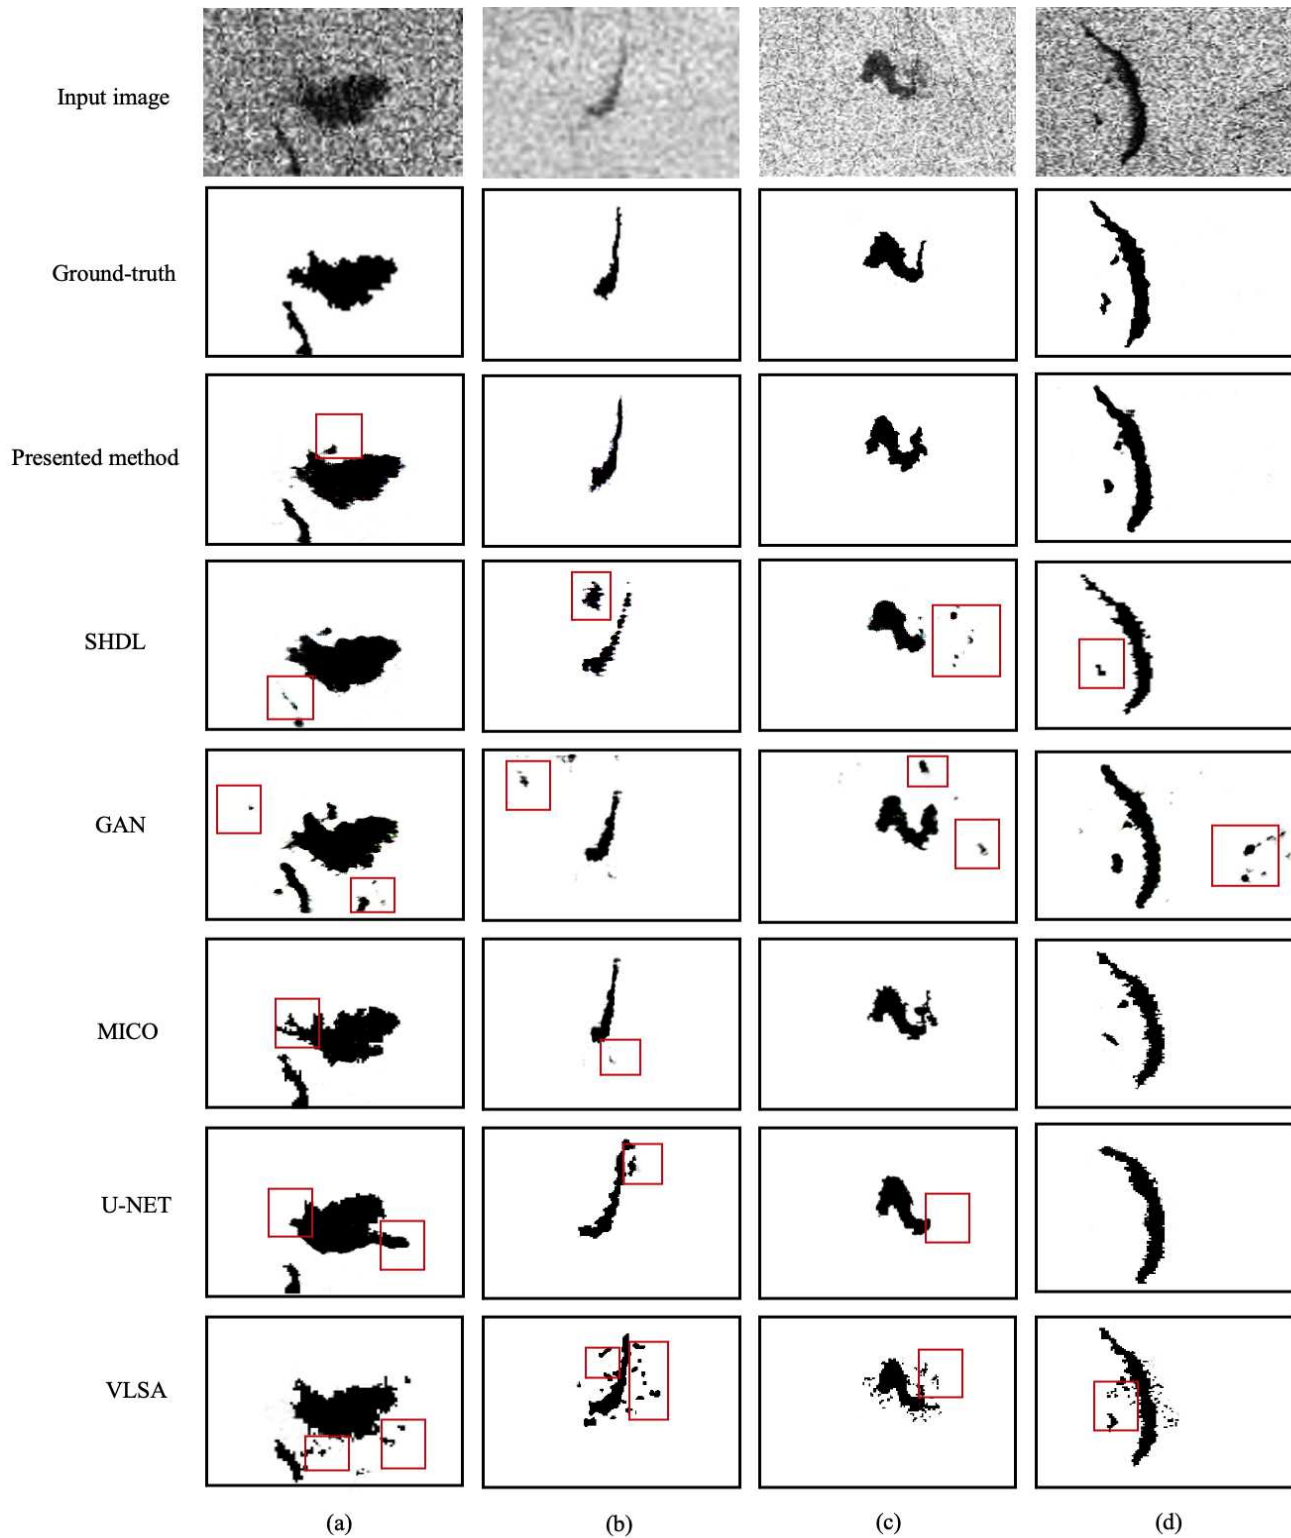 Input image
Ground-truth
Presented method
SHDL
GAN
MICO
U-NET
VLSA
(a) (b) (c) (d)